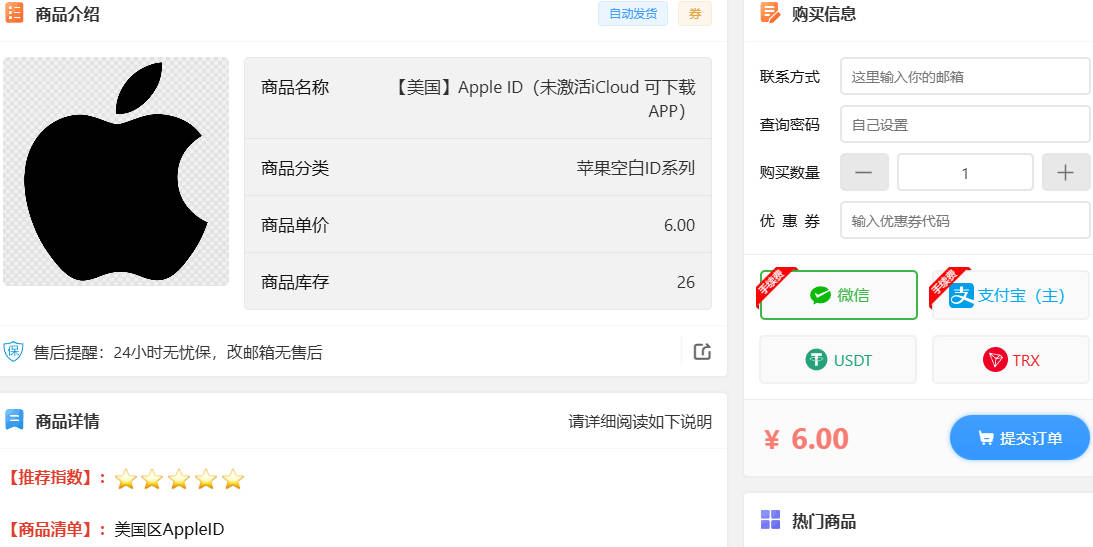 商品介绍
自动发货
券
商品名称
【美国】Apple ID（未激活iCloud 可下载
APP）
商品分类
苹果空白ID系列
商品单价
6.00
商品库存
26
保
售后提醒：24小时无忧保，改邮箱无售后
商品详情
请详细阅读如下说明
【推荐指数】：
【商品清单】：美国区AppleID
购买信息
联系方式
这里输入你的邮箱
查询密码
自己设置
购买数量
1
优 惠 券
输入优惠券代码
手续费
微信
手续费
支
支付宝（主）
USDT
TRX
¥ 6.00
提交订单
热门商品